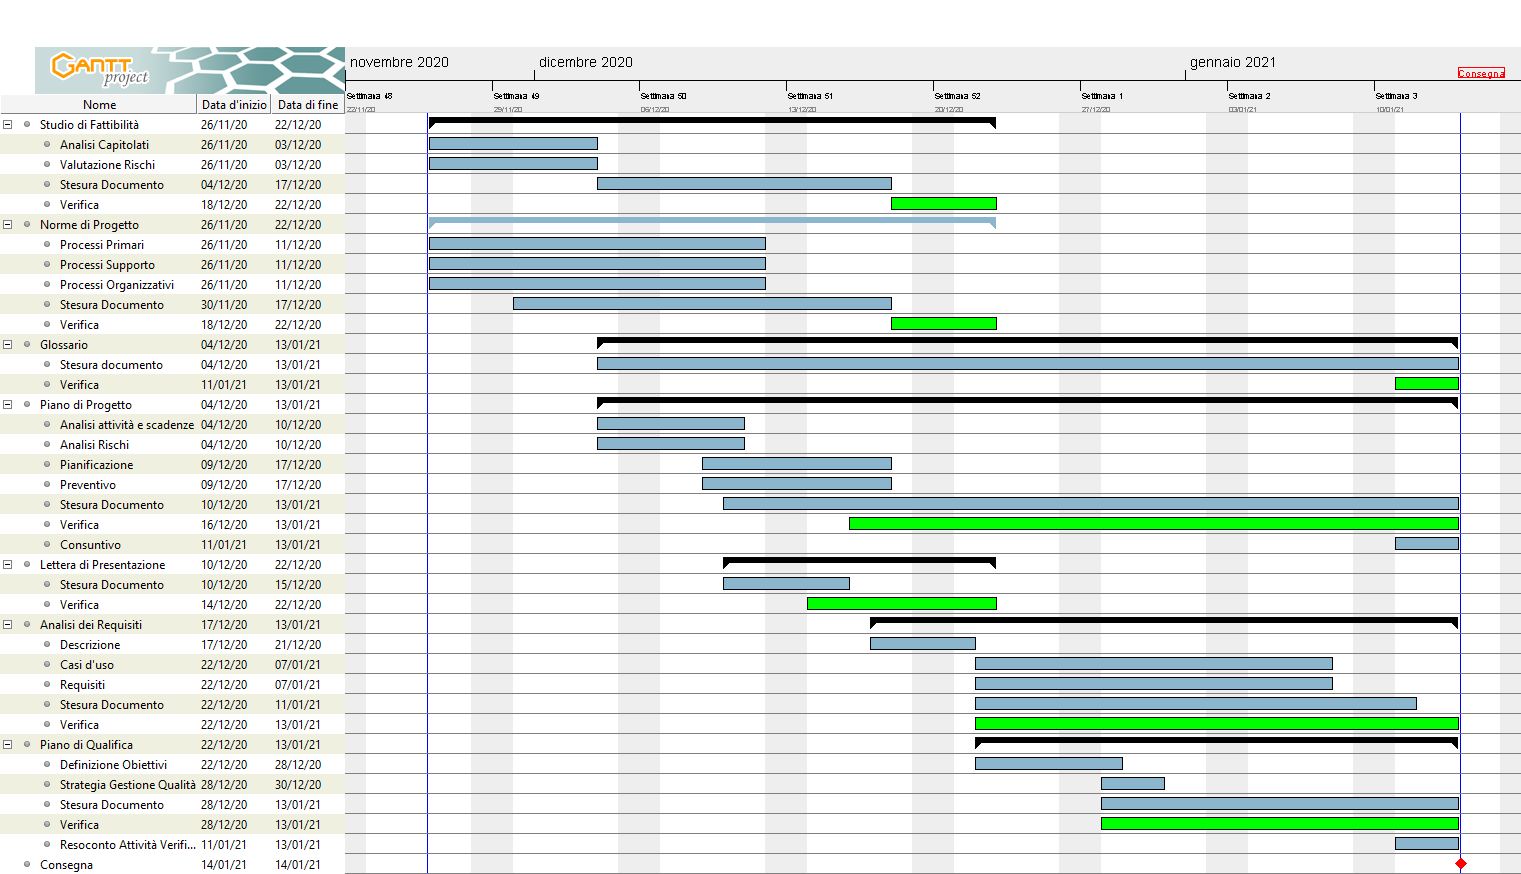 GANTT project
novembre 2020 dicembre 2020 gennaio 2021
Consegna
Settimana 48 Settimana 49 Settimana 50 Settimana 51 Settimana 52 Settimana 1 Settimana 2 Settimana 3
22/11/20 29/11/20 06/12/20 13/12/20 20/12/20 27/12/20 03/01/21 10/01/21
Nome Data d'inizio Data di fine
Studio di Fattibilità 26/11/20 22/12/20
Analisi Capitolati 26/11/20 03/12/20
Valutazione Rischi 26/11/20 03/12/20
Stesura Documento 04/12/20 17/12/20
Verifica 18/12/20 22/12/20
Norme di Progetto 26/11/20 22/12/20
Processi Primari 26/11/20 11/12/20
Processi Supporto 26/11/20 11/12/20
Processi Organizzativi 26/11/20 11/12/20
Stesura Documento 30/11/20 17/12/20
Verifica 18/12/20 22/12/20
Glossario 04/12/20 13/01/21
Stesura documento 04/12/20 13/01/21
Verifica 11/01/21 13/01/21
Piano di Progetto 04/12/20 13/01/21
Analisi attività e scadenze 04/12/20 10/12/20
Analisi Rischi 04/12/20 10/12/20
Pianificazione 09/12/20 17/12/20
Preventivo 09/12/20 17/12/20
Stesura Documento 10/12/20 13/01/21
Verifica 16/12/20 13/01/21
Consuntivo 11/01/21 13/01/21
Lettera di Presentazione 10/12/20 22/12/20
Stesura Documento 10/12/20 15/12/20
Verifica 14/12/20 22/12/20
Analisi dei Requisiti 17/12/20 13/01/21
Descrizione 17/12/20 21/12/20
Casi d'uso 22/12/20 07/01/21
Requisiti 22/12/20 07/01/21
Stesura Documento 22/12/20 11/01/21
Verifica 22/12/20 13/01/21
Piano di Qualifica 22/12/20 13/01/21
Definizione Obiettivi 22/12/20 28/12/20
Strategia Gestione Qualità 28/12/20 30/12/20
Stesura Documento 28/12/20 13/01/21
Verifica 28/12/20 13/01/21
Resoconto Attività Verifi... 11/01/21 13/01/21
Consegna 14/01/21 14/01/21